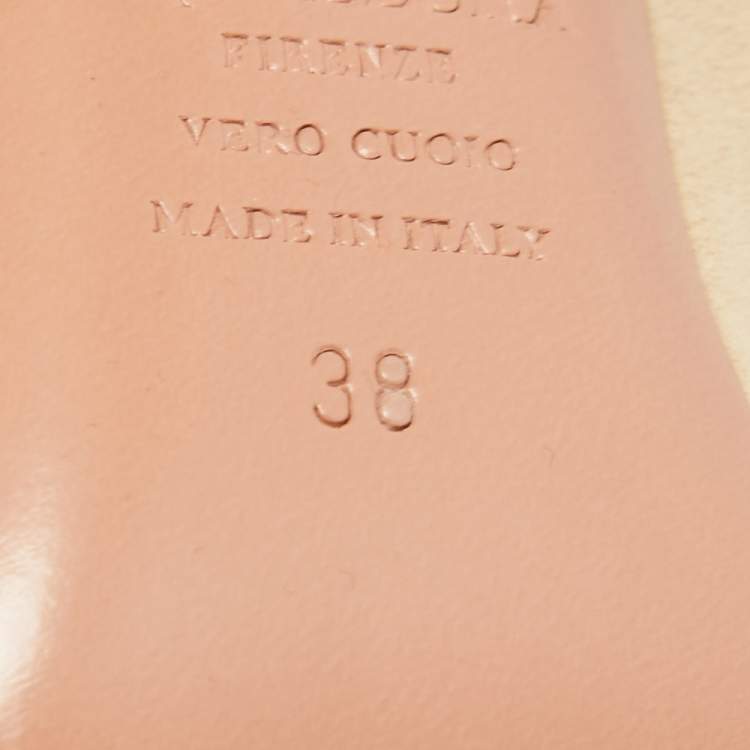 FIRENZE
VERO CUOIO
MADE IN ITALY
38